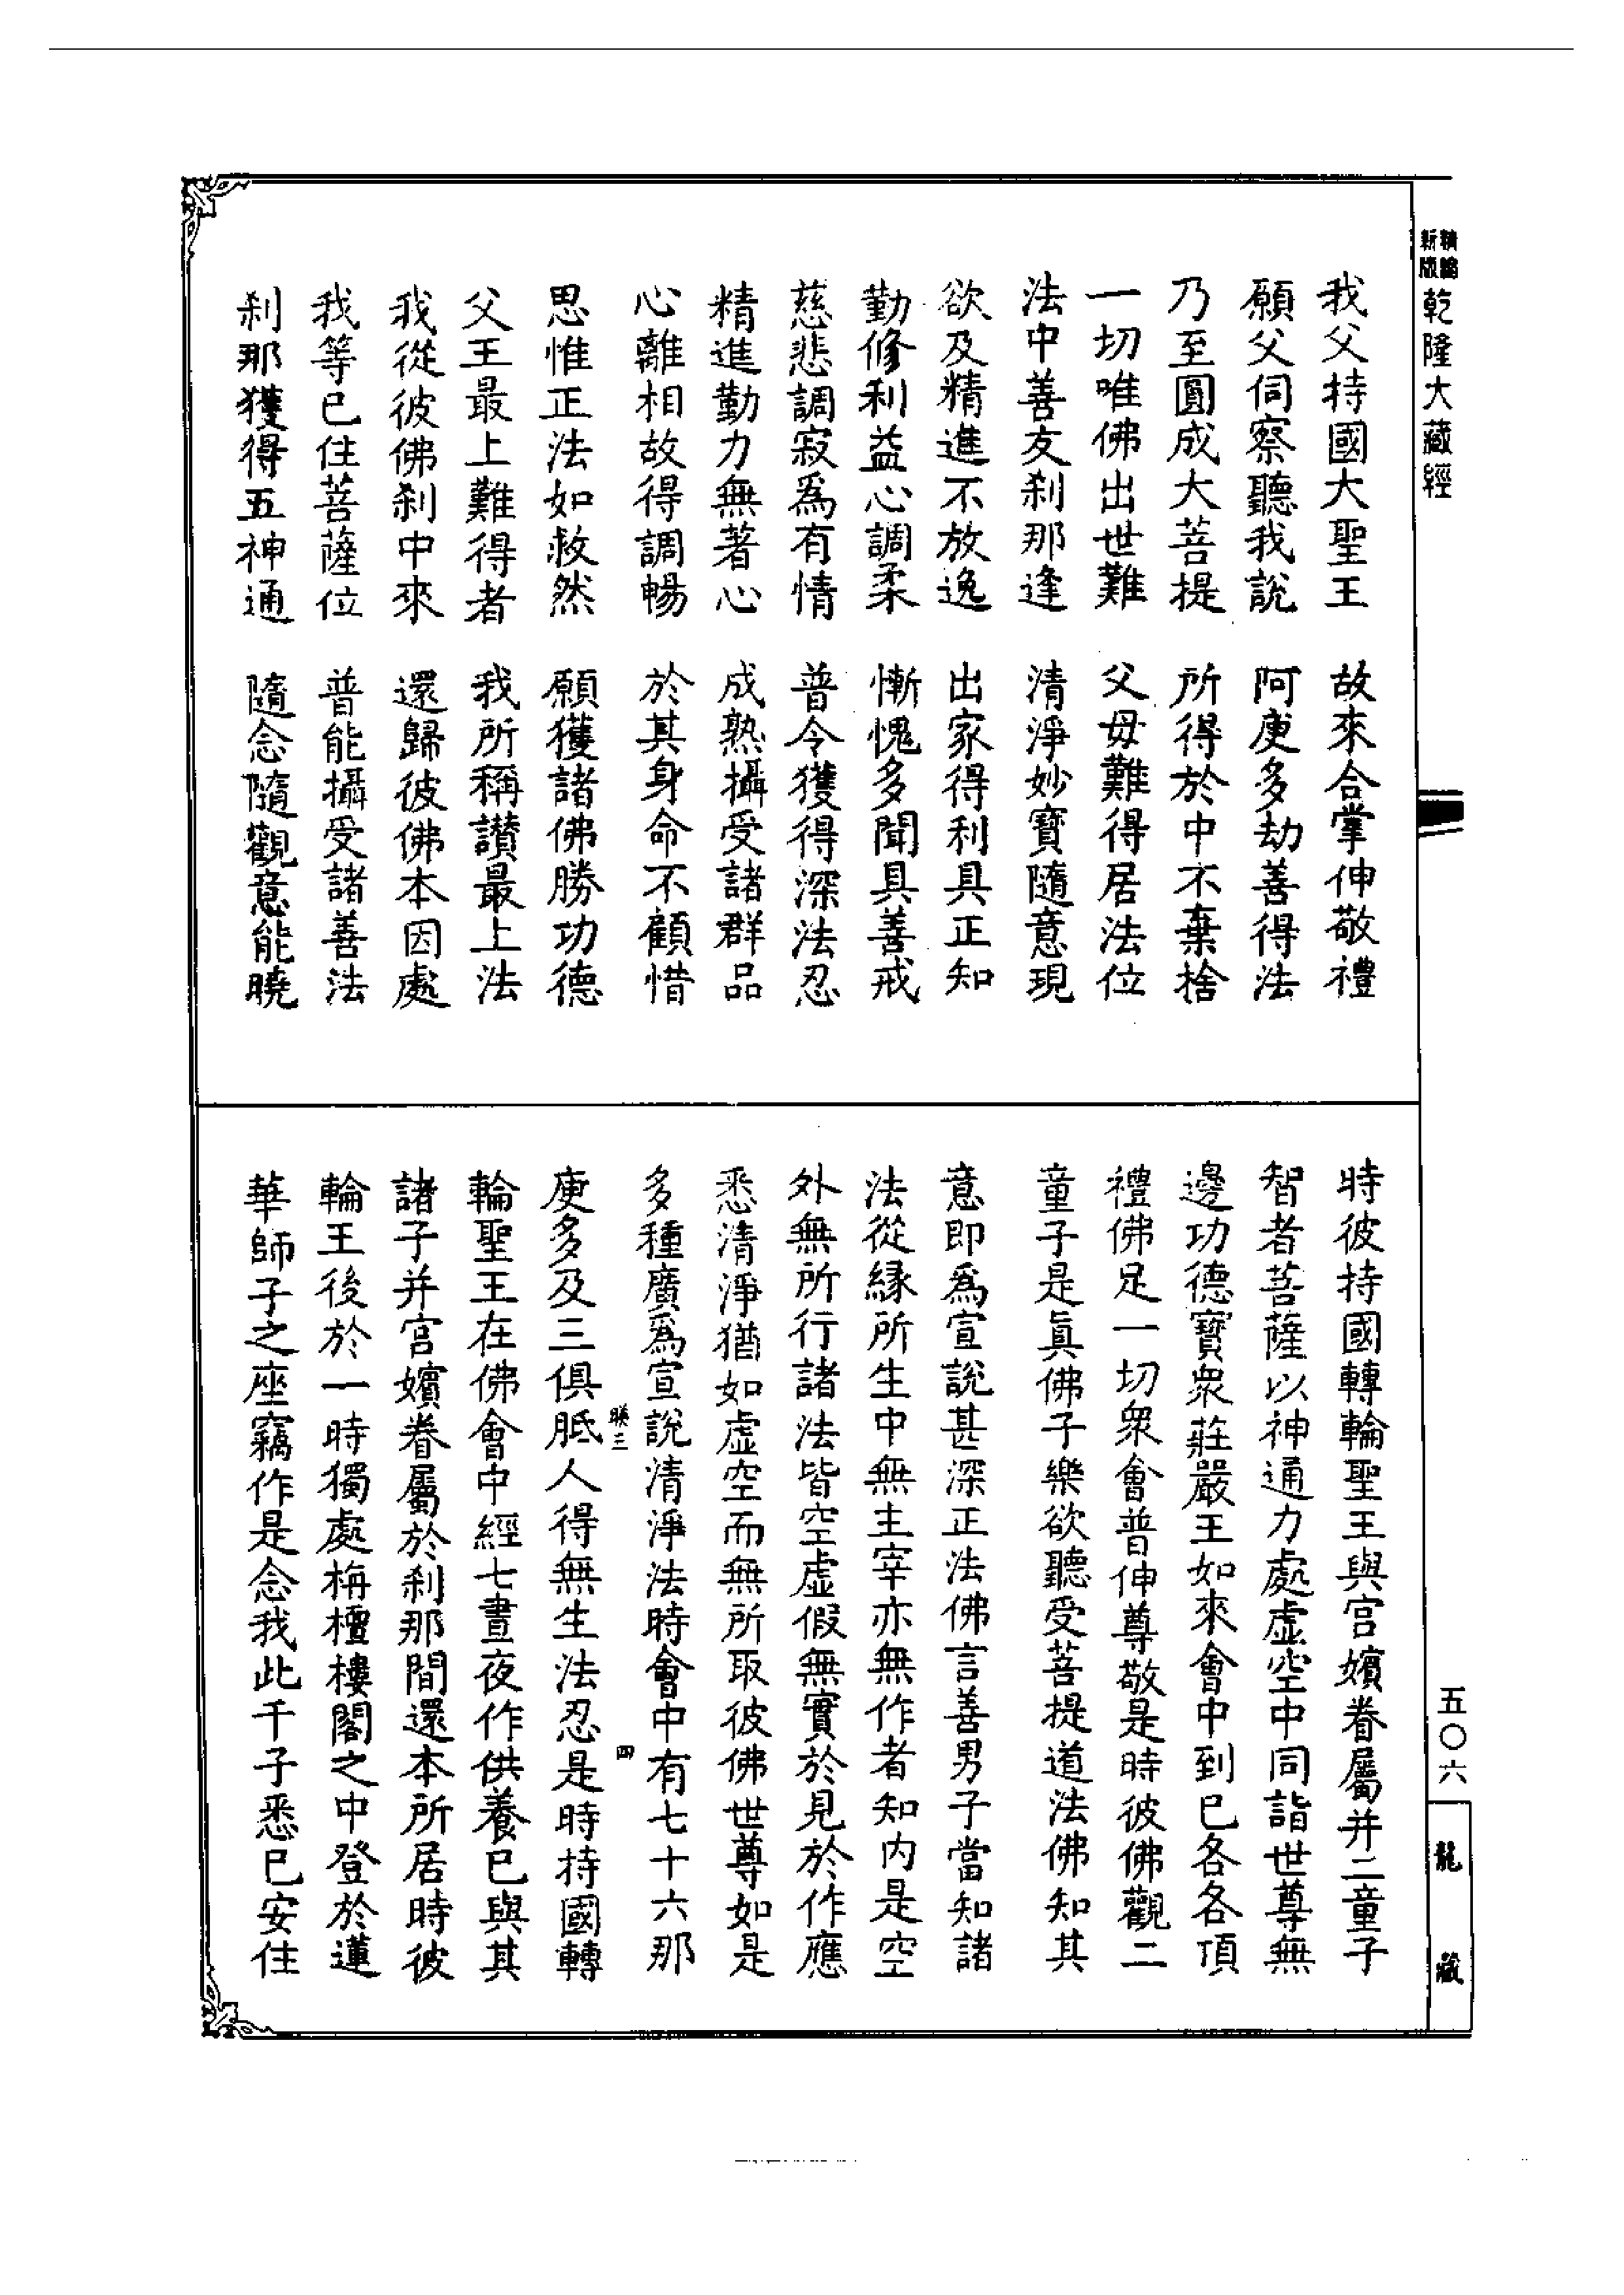 精編新版
乾隆大藏經
我父持國大聖王　故來合掌伸敬禮
願父伺察聽我說　阿庾多劫善得法
乃至圓成大菩提　所得於中不棄捨
一切唯佛出世難　父母難得居法位
法中善友刹那逢　清淨妙寶隨意現
欲及精進不放逸　出家得利具正知
勤修利益心調柔　慚愧多聞具善戒
慈悲調寂爲有情　普令獲得深法忍
精進勤力無著心　成熟攝受諸群品
心離相故得調暢　於其身命不顧惜
思惟正法如救然　願獲諸佛勝功德
父王最上難得者　我所稱讃最上法
我從彼佛刹中來　還歸彼佛本因處
我等已住菩薩位　普能攝受諸善法
刹那獲得五神通　隨念隨觀意能曉
時彼持國轉輪聖王與宮嬪眷屬并二童子
智者菩薩以神通力處虛空中同詣世尊無
邊功德寶衆莊嚴王如來會中到已各各頂
禮佛足一切衆會普伸尊敬是時彼佛觀二
童子是眞佛子樂欲聽受菩提道法佛知其
意即爲宣說甚深正法佛言善男子當知諸
法從緣所生中無主宰亦無作者知内是空
外無所行諸法皆空虛假無實於見於作應
悉清淨猶如虛空而無所取彼佛世尊如是
多種廣爲宣說清淨法時會中有七十六那
三
四
庾多及三俱胝人得無生法忍是時持國轉
輪聖王在佛會中經七晝夜作供養已與其
諸子并宮嬪眷屬於刹那間還本所居時彼
輪王後於一時獨處栴檀樓閣之中登於蓮
華師子之座竊作是念我此千子悉已安住
五〇六
龍藏